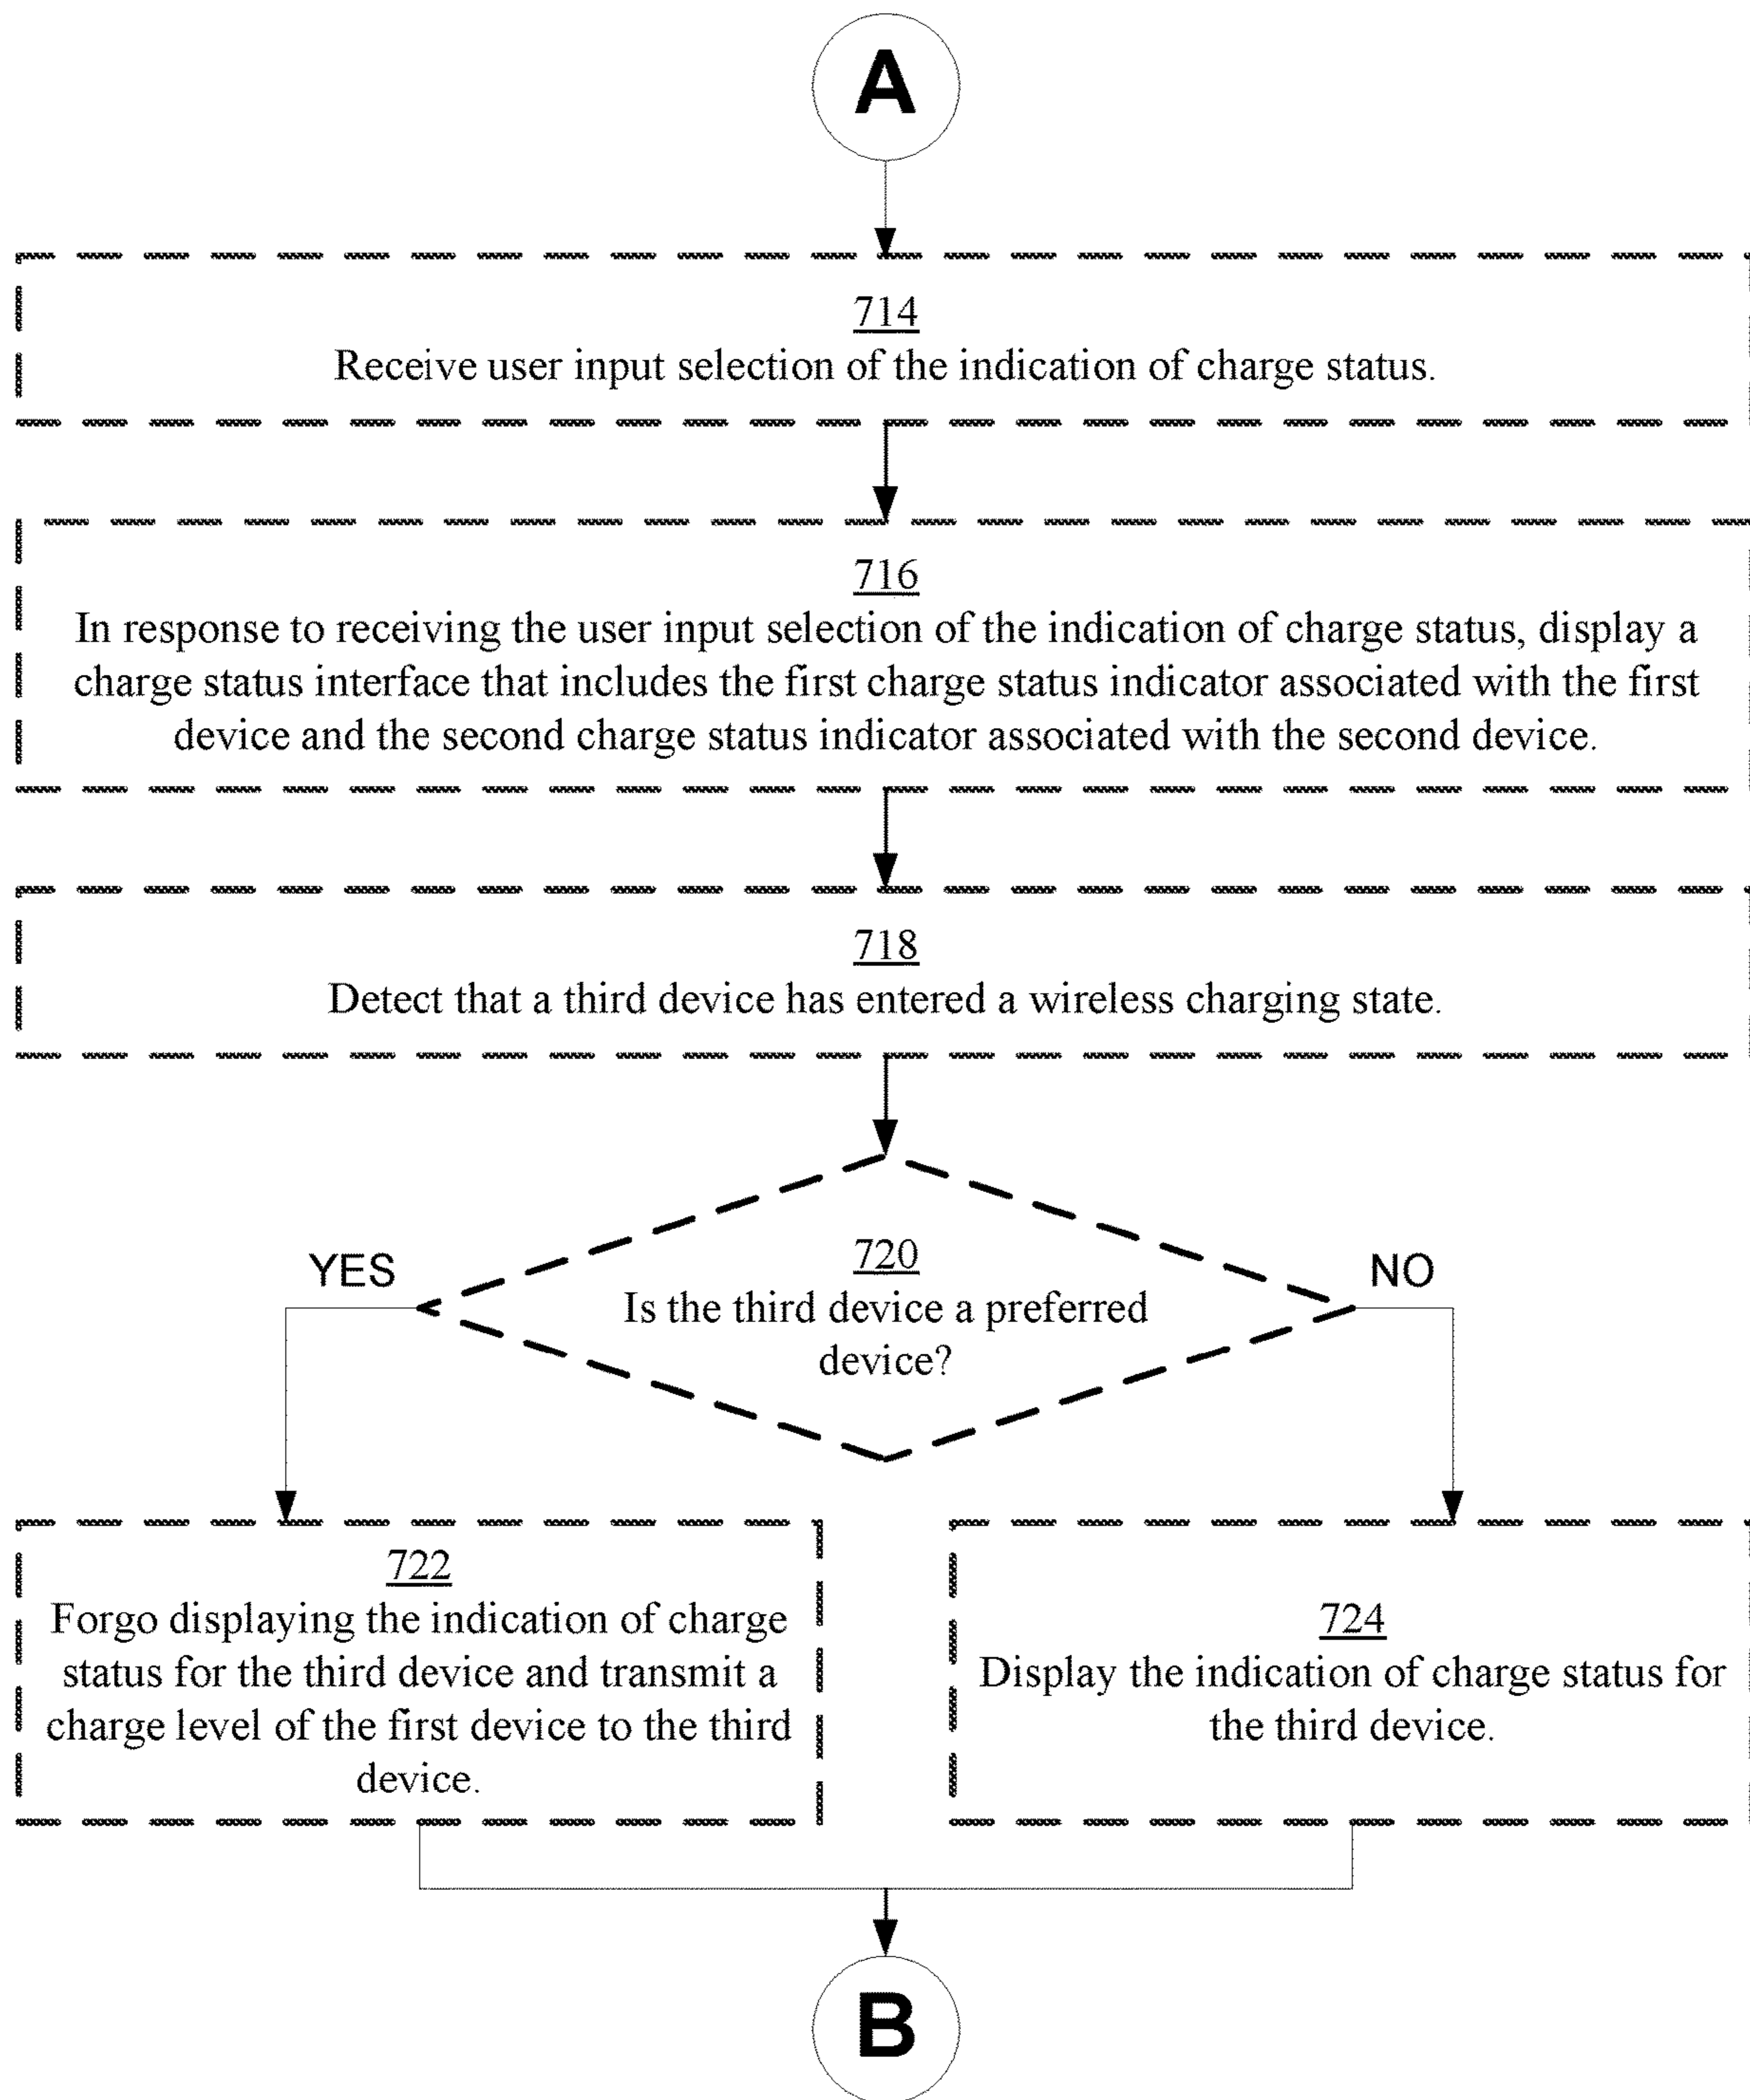 A
714
Receive user input selection of the indication of charge status.
716
In response to receiving the user input selection of the indication of charge status, display a
charge status interface that includes the first charge status indicator associated with the first
device and the second charge status indicator associated with the second device.
718
Detect that a third device has entered a wireless charging state.
720
Is the third device a preferred
device?
YES
NO
722
Forgo displaying the indication of charge
status for the third device and transmit a
charge level of the first device to the third
device.
724
Display the indication of charge status for
the third device.
B